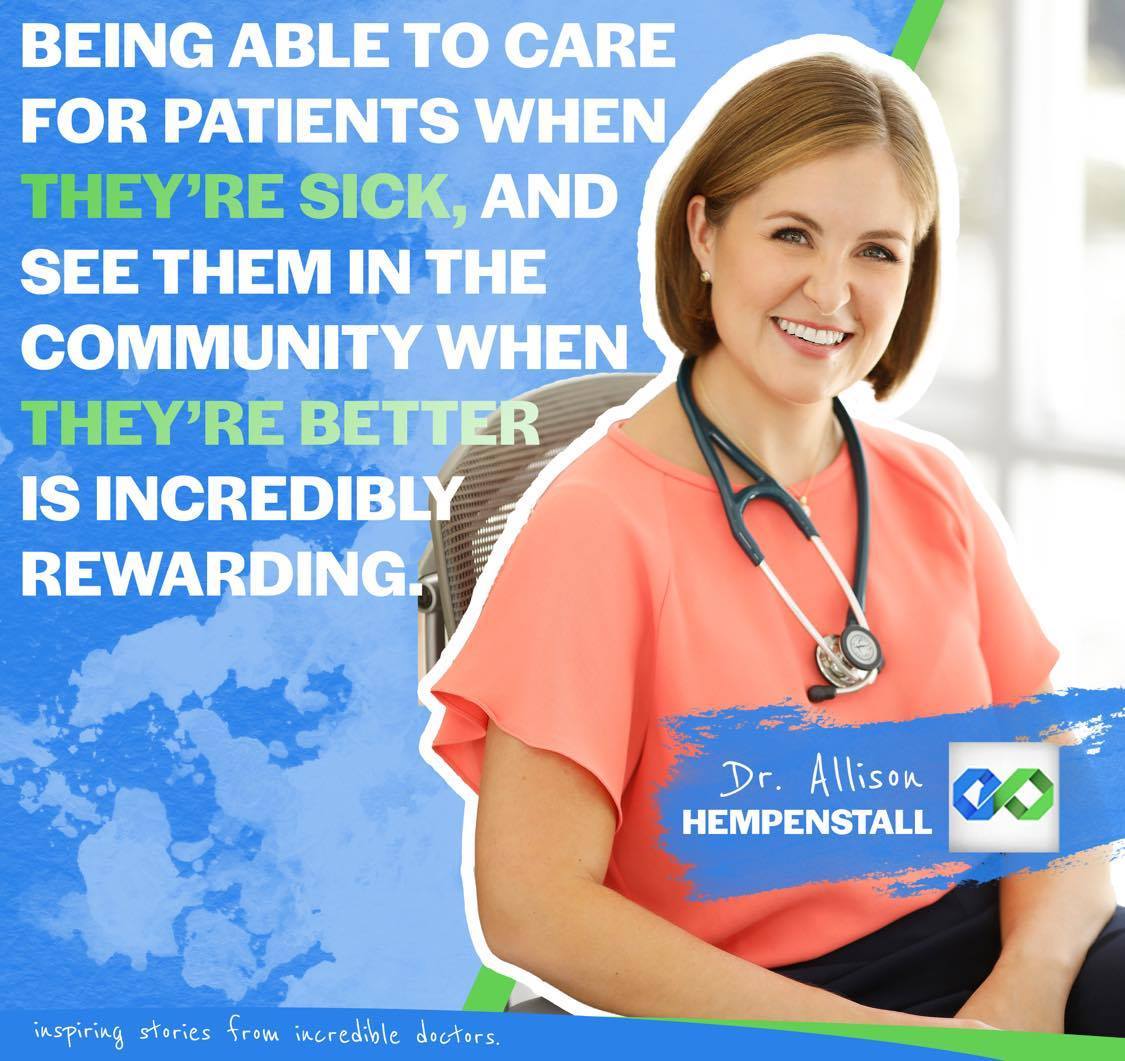 BEING ABLE TO CARE
FOR PATIENTS WHEN
THEY'RE SICK, AND
SEE THEM IN THE
COMMUNITY WHEN
THEY'RE BETTER
IS INCREDIBLY
REWARDING.
Dr. Allison
HEMPENSTALL
inspiring stories from incredible doctors.